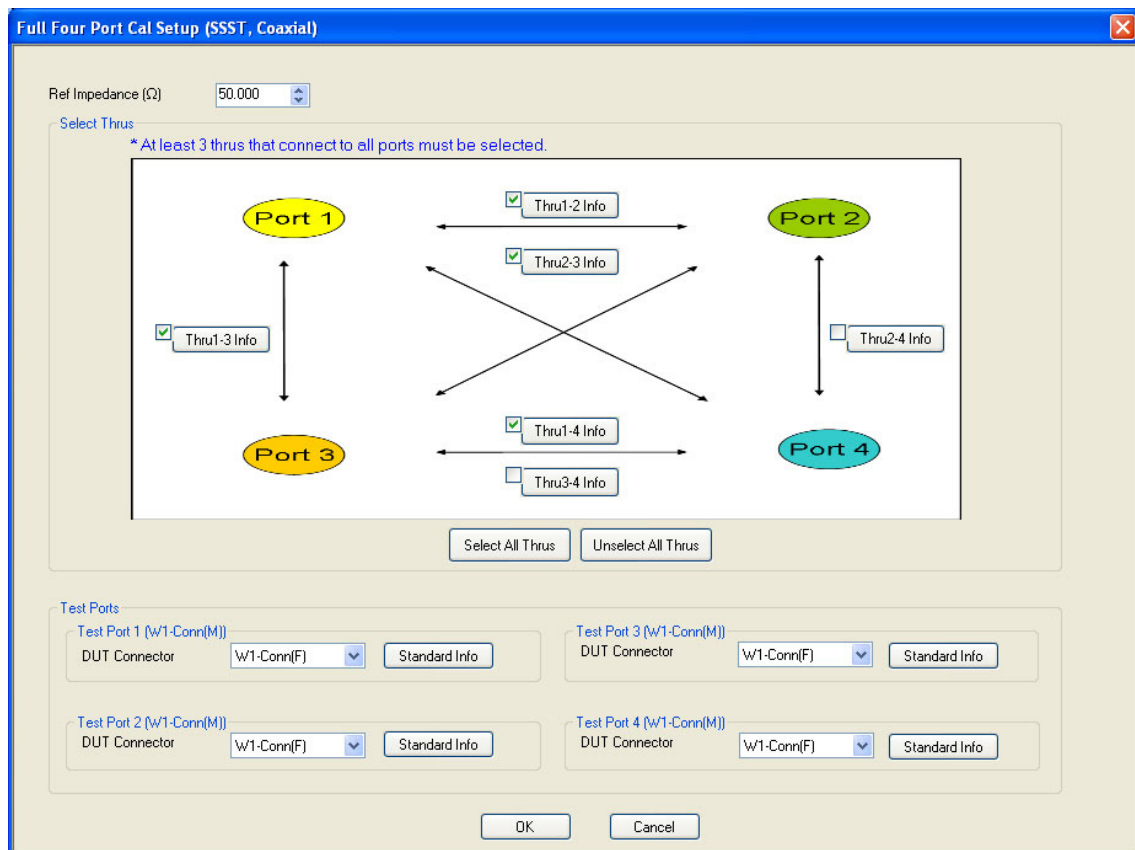 Full Four Port Cal Setup (SSST, Coaxial)
Ref Impedance (Ω) 50.000
Select Thrus
* At least 3 thrus that connect to all ports must be selected.
Port 1
Thru1-2 Info
Port 2
Thru2-3 Info
Thru1-3 Info
Thru2-4 Info
Port 3
Thru1-4 Info
Port 4
Thru3-4 Info
Select All Thrus
Unselect All Thrus
Test Ports
Test Port 1 (W1-Conn(M))
DUT Connector W1-Conn(F) Standard Info
Test Port 3 (W1-Conn(M))
DUT Connector W1-Conn(F) Standard Info
Test Port 2 (W1-Conn(M))
DUT Connector W1-Conn(F) Standard Info
Test Port 4 (W1-Conn(M))
DUT Connector W1-Conn(F) Standard Info
OK
Cancel